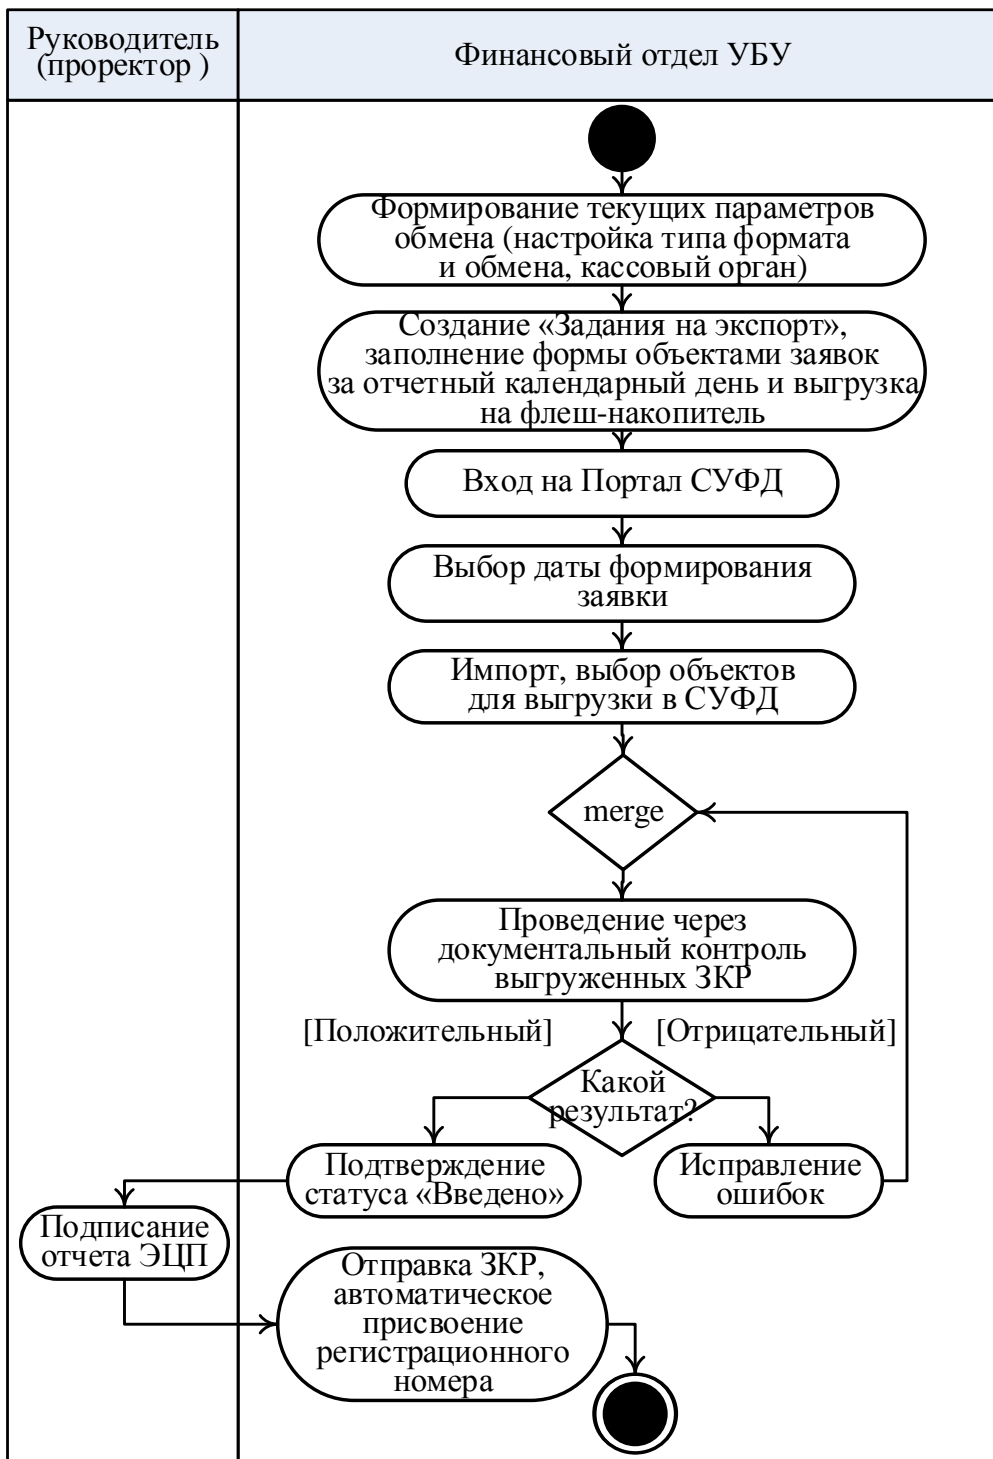 Руководитель
(проректор )
Финансовый отдел УБУ
Формирование текущих параметров
обмена (настройка типа формата
и обмена, кассовый орган)
Создание «Задания на экспорт»,
заполнение формы объектами заявок
за отчетный календарный день и выгрузка
на флеш-накопитель
Вход на Портал СУФД
Выбор даты формирования
заявки
Импорт, выбор объектов
для выгрузки в СУФД
merge
Проведение через
документальный контроль
выгруженных ЗКР
[Положительный]
[Отрицательный]
Какой
результат?
Подтверждение
статуса «Введено»
Исправление
ошибок
Подписание
отчета ЭЦП
Отправка ЗКР,
автоматическое
присвоение
регистрационного
номера